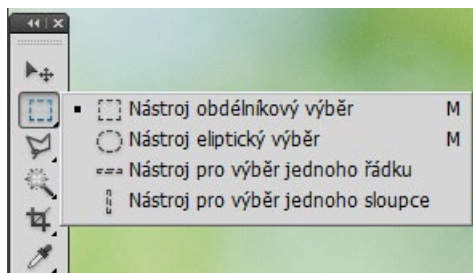 Nástroj obdélníkový výběr M
Nástroj eliptický výběr M
Nástroj pro výběr jednoho řádku
Nástroj pro výběr jednoho sloupce